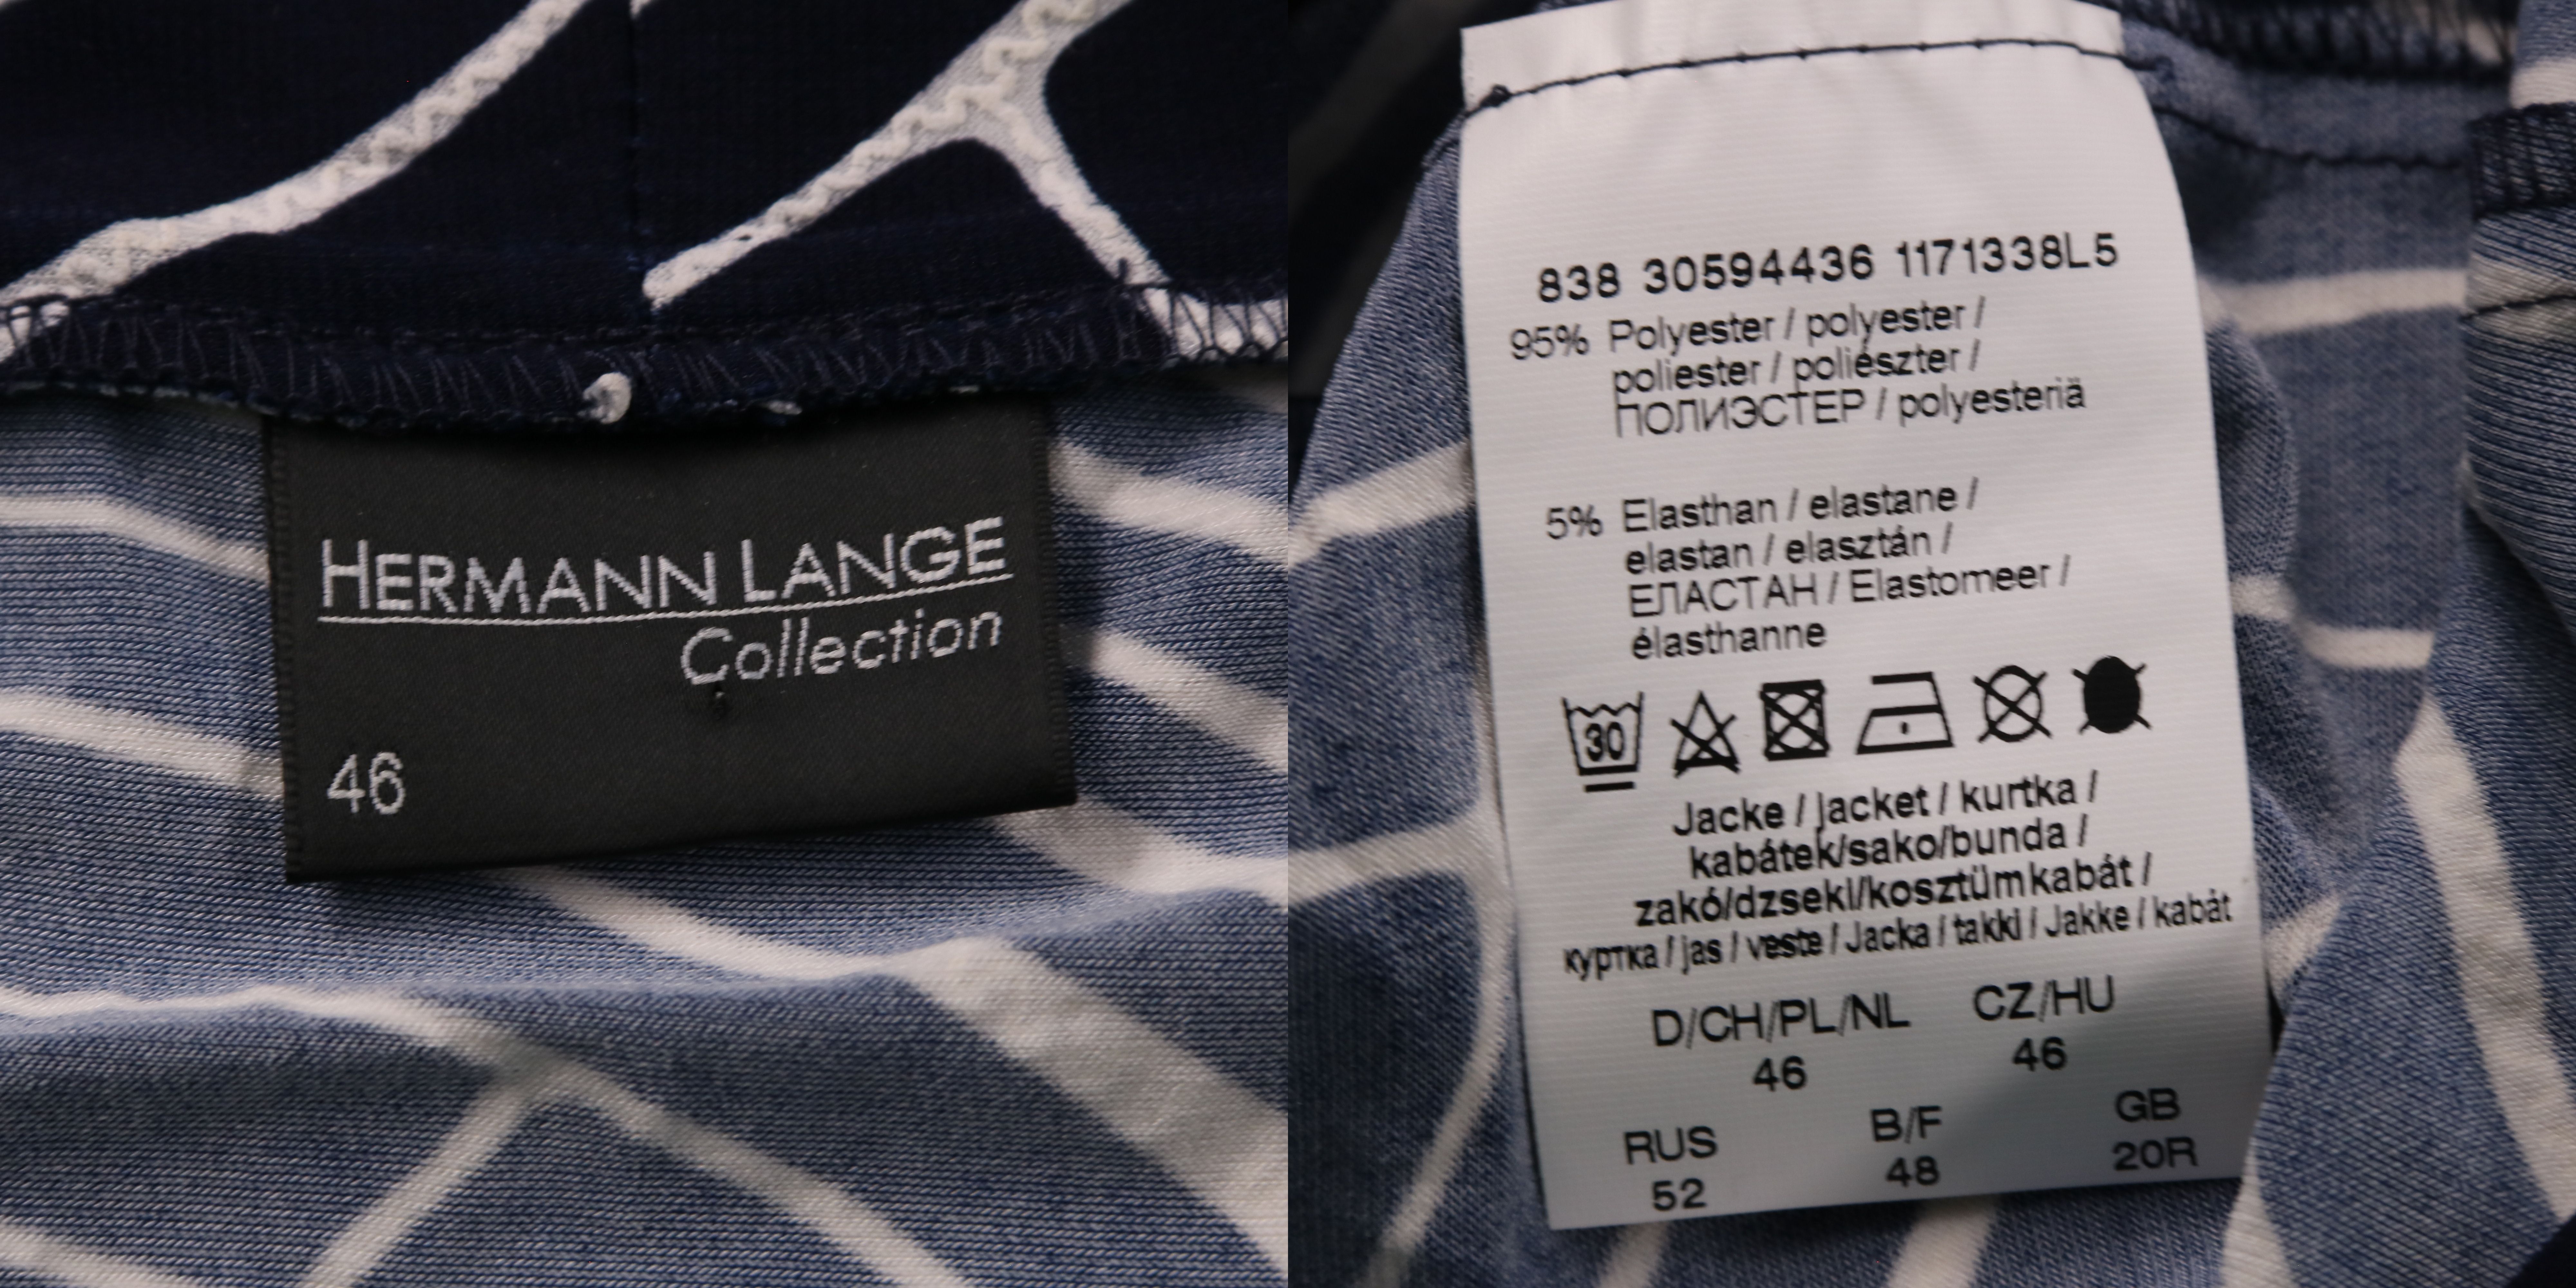 HERMANN LANGE
Collection
46
838 30594436 1171338L5
95% Polyester / polyester /
poliester / poliészter /
ПОЛИЭСТЕР / polyesteriä
5% Elasthan / elastane /
elastan / elasztán /
ЕЛАСТАН / Elastomeer /
élasthanne
30
Jacke / jacket / kurtka /
kabátek/sako/bunda /
zakó/dzseki/kosztümkabát /
куртка / jas / veste / Jacka / takki / Jakke / kabát
D/CH/PL/NL CZ/HU
46 46
RUS B/F GB
52 48 20R